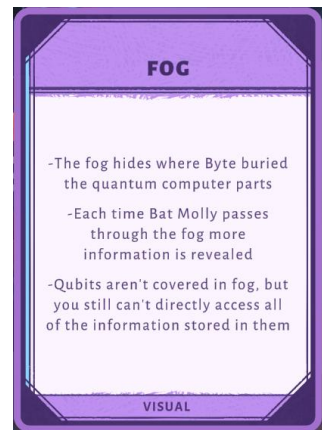 FOG
-The fog hides where Byte buried
the quantum computer parts
-Each time Bat Molly passes
through the fog more
information is revealed
-Qubits aren't covered in fog, but
you still can't directly access all
of the information stored in them
VISUAL